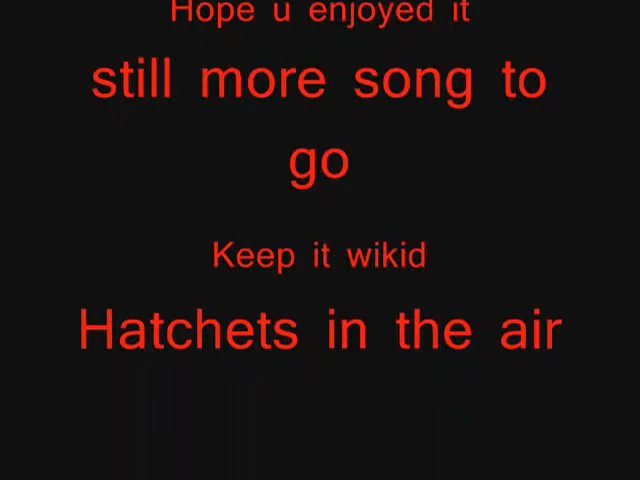 Hope u enjoyed it
still more song to
go
Keep it wikid
Hatchets in the air